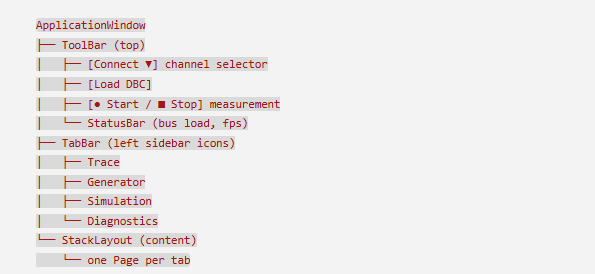 ApplicationWindow
├── ToolBar (top)
│   ├── [Connect ▼] channel selector
│   ├── [Load DBC]
│   ├── [● Start / ■ Stop] measurement
│   └── StatusBar (bus load, fps)
├── TabBar (left sidebar icons)
│   ├── Trace
│   ├── Generator
│   ├── Simulation
│   └── Diagnostics
└── StackLayout (content)
    └── one Page per tab